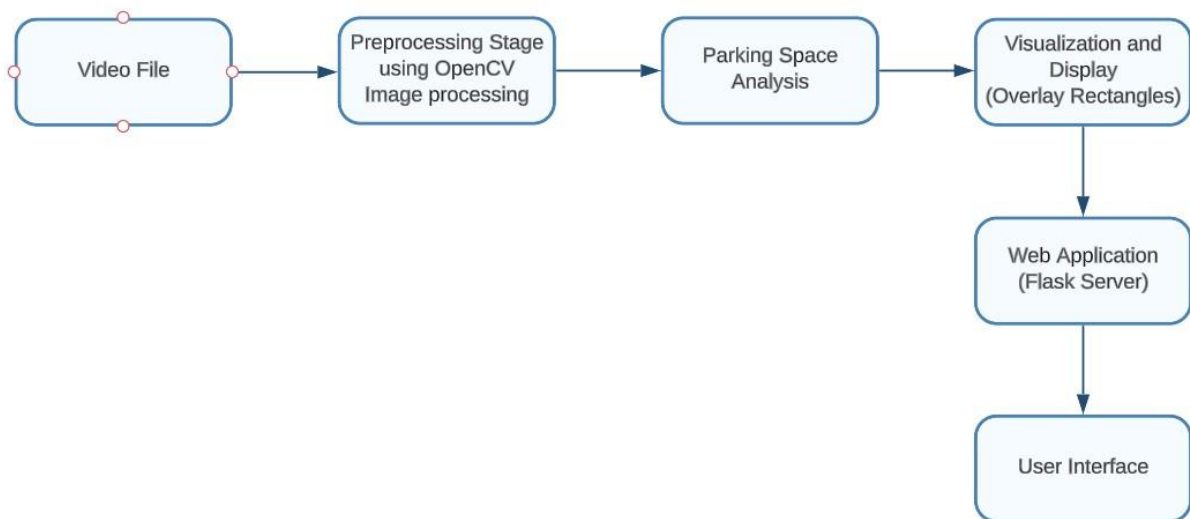 Video File
Preprocessing Stage
using OpenCV
Image processing
Parking Space
Analysis
Visualization and
Display
(Overlay Rectangles)
Web Application
(Flask Server)
User Interface